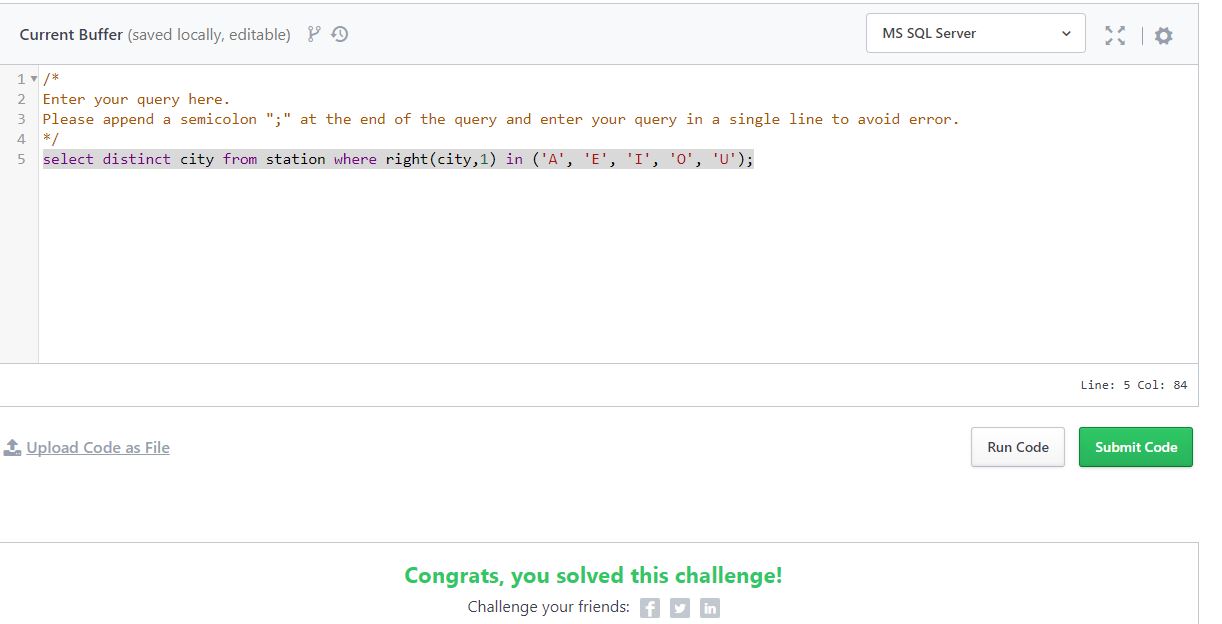 Current Buffer (saved locally, editable)
MS SQL Server
1 /*
2 Enter your query here.
3 Please append a semicolon ";" at the end of the query and enter your query in a single line to avoid error.
4 */
5 select distinct city from station where right(city,1) in ('A', 'E', 'I', 'O', 'U');
Line: 5 Col: 84
Upload Code as File
Run Code
Submit Code
Congrats, you solved this challenge!
Challenge your friends: